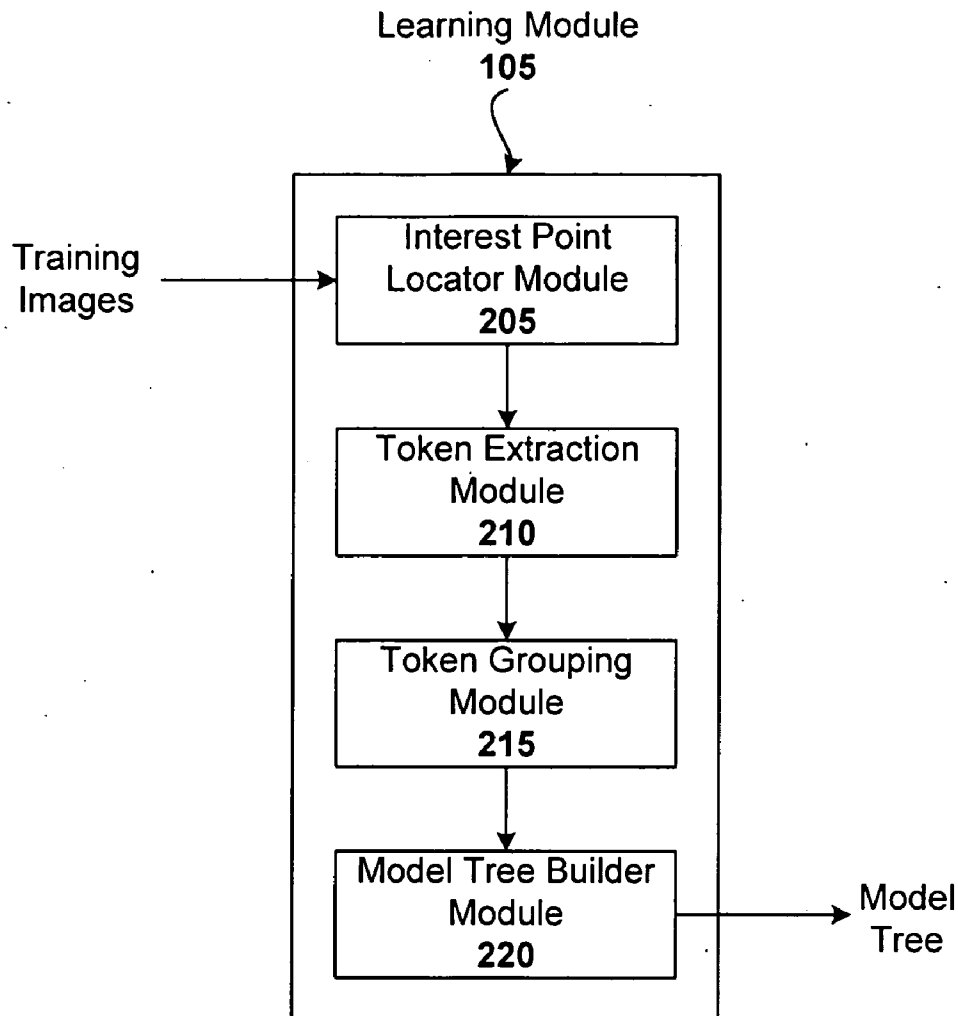 Learning Module
105
Interest Point
Locator Module
205
Training
Images
Token Extraction
Module
210
Token Grouping
Module
215
Model Tree Builder
Module
220
Model
Tree